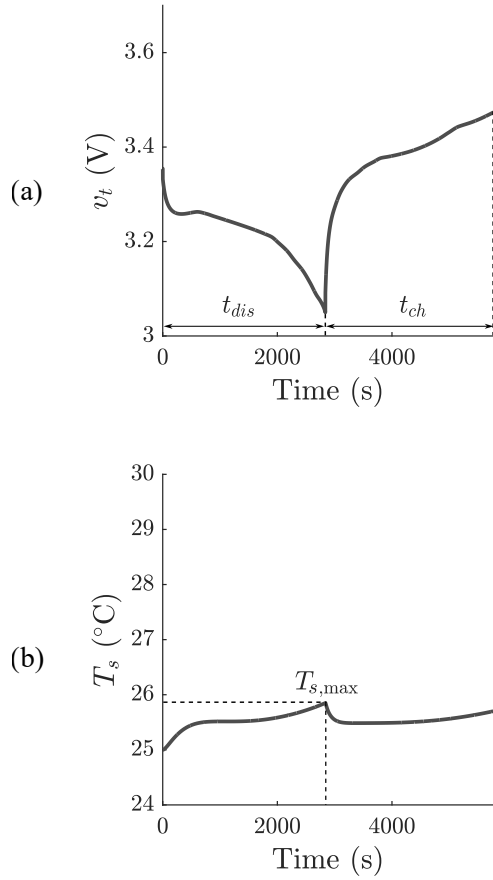 (a)
v_t (V)
3.6
3.4
3.2
3
t_dis
t_ch
0
2000
4000
Time (s)
(b)
T_s (°C)
30
29
28
27
26
25
24
T_s,max
0
2000
4000
Time (s)